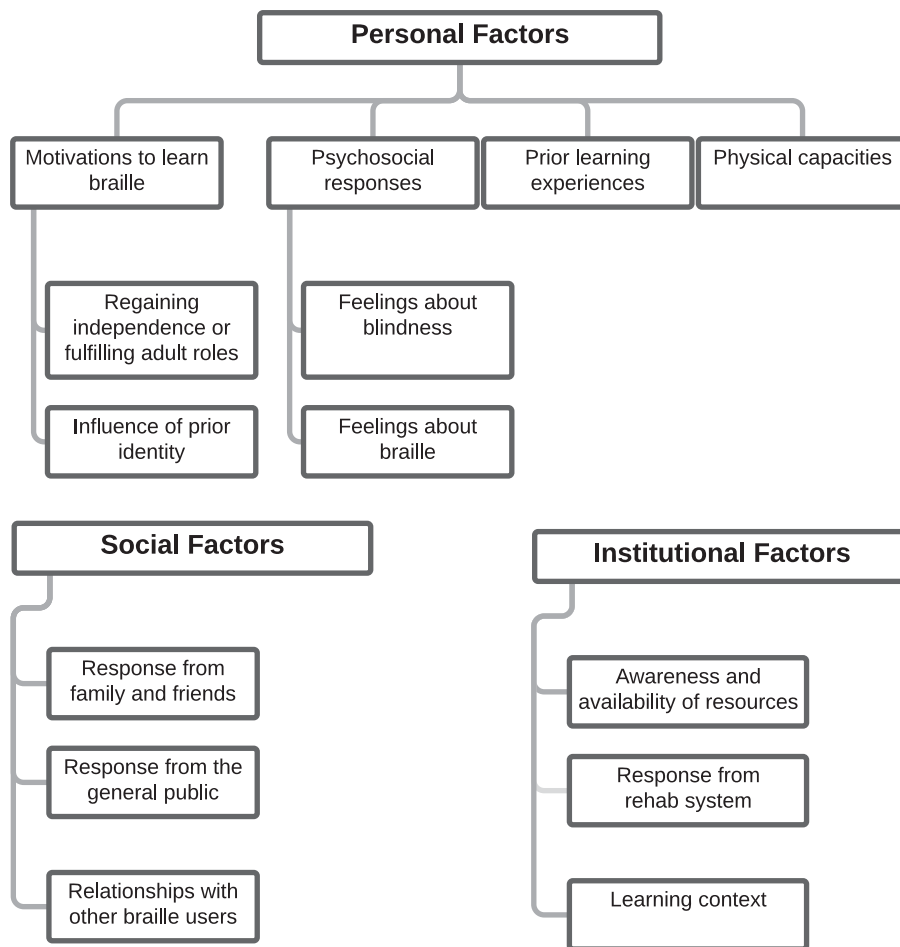 Personal Factors
Motivations to learn
braille
Psychosocial
responses
Prior learning
experiences
Physical capacities
Regaining
independence or
fulfilling adult roles
Influence of prior
identity
Feelings about
blindness
Feelings about
braille
Social Factors
Response from
family and friends
Response from the
general public
Relationships with
other braille users
Institutional Factors
Awareness and
availability of resources
Response from
rehab system
Learning context